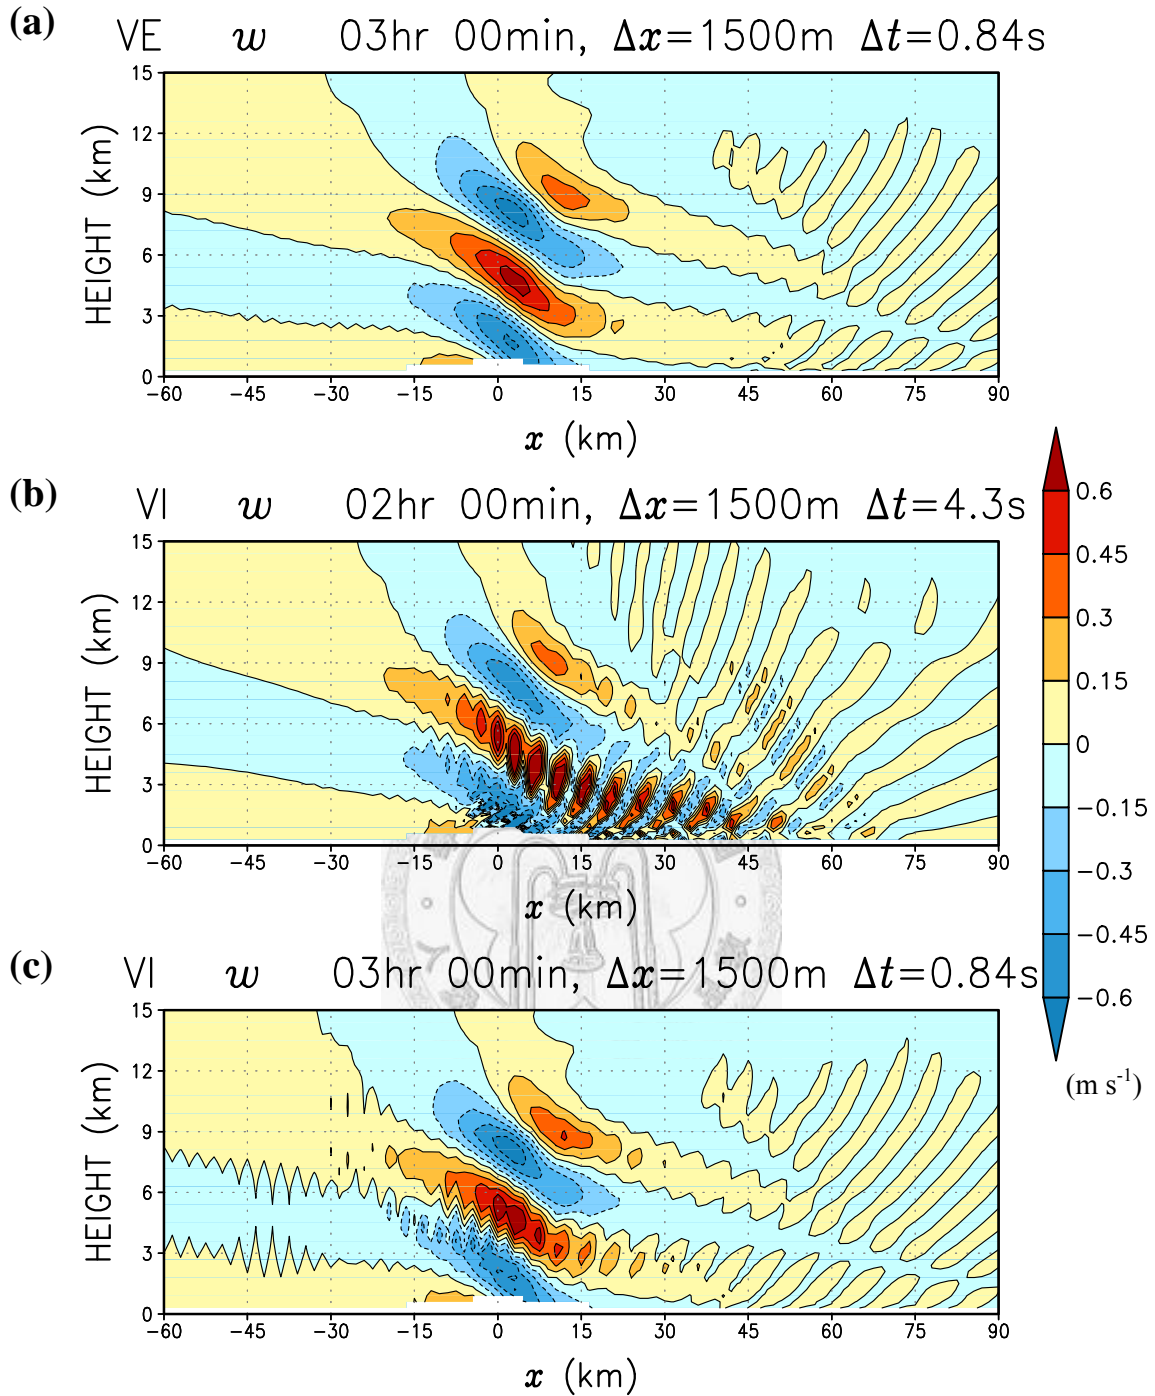 (a)
VE w 03hr 00min, Δx=1500m Δt=0.84s
HEIGHT (km)
15
12
9
6
3
0
-60 -45 -30 -15 0 15 30 45 60 75 90
x (km)
(b)
VI w 02hr 00min, Δx=1500m Δt=4.3s
HEIGHT (km)
15
12
9
6
3
0
-60 -45 -30 -15 0 15 30 45 60 75 90
x (km)
(c)
VI w 03hr 00min, Δx=1500m Δt=0.84s
HEIGHT (km)
15
12
9
6
3
0
-60 -45 -30 -15 0 15 30 45 60 75 90
x (km)
0.6
0.45
0.3
0.15
0
-0.15
-0.3
-0.45
-0.6
(m s⁻¹)